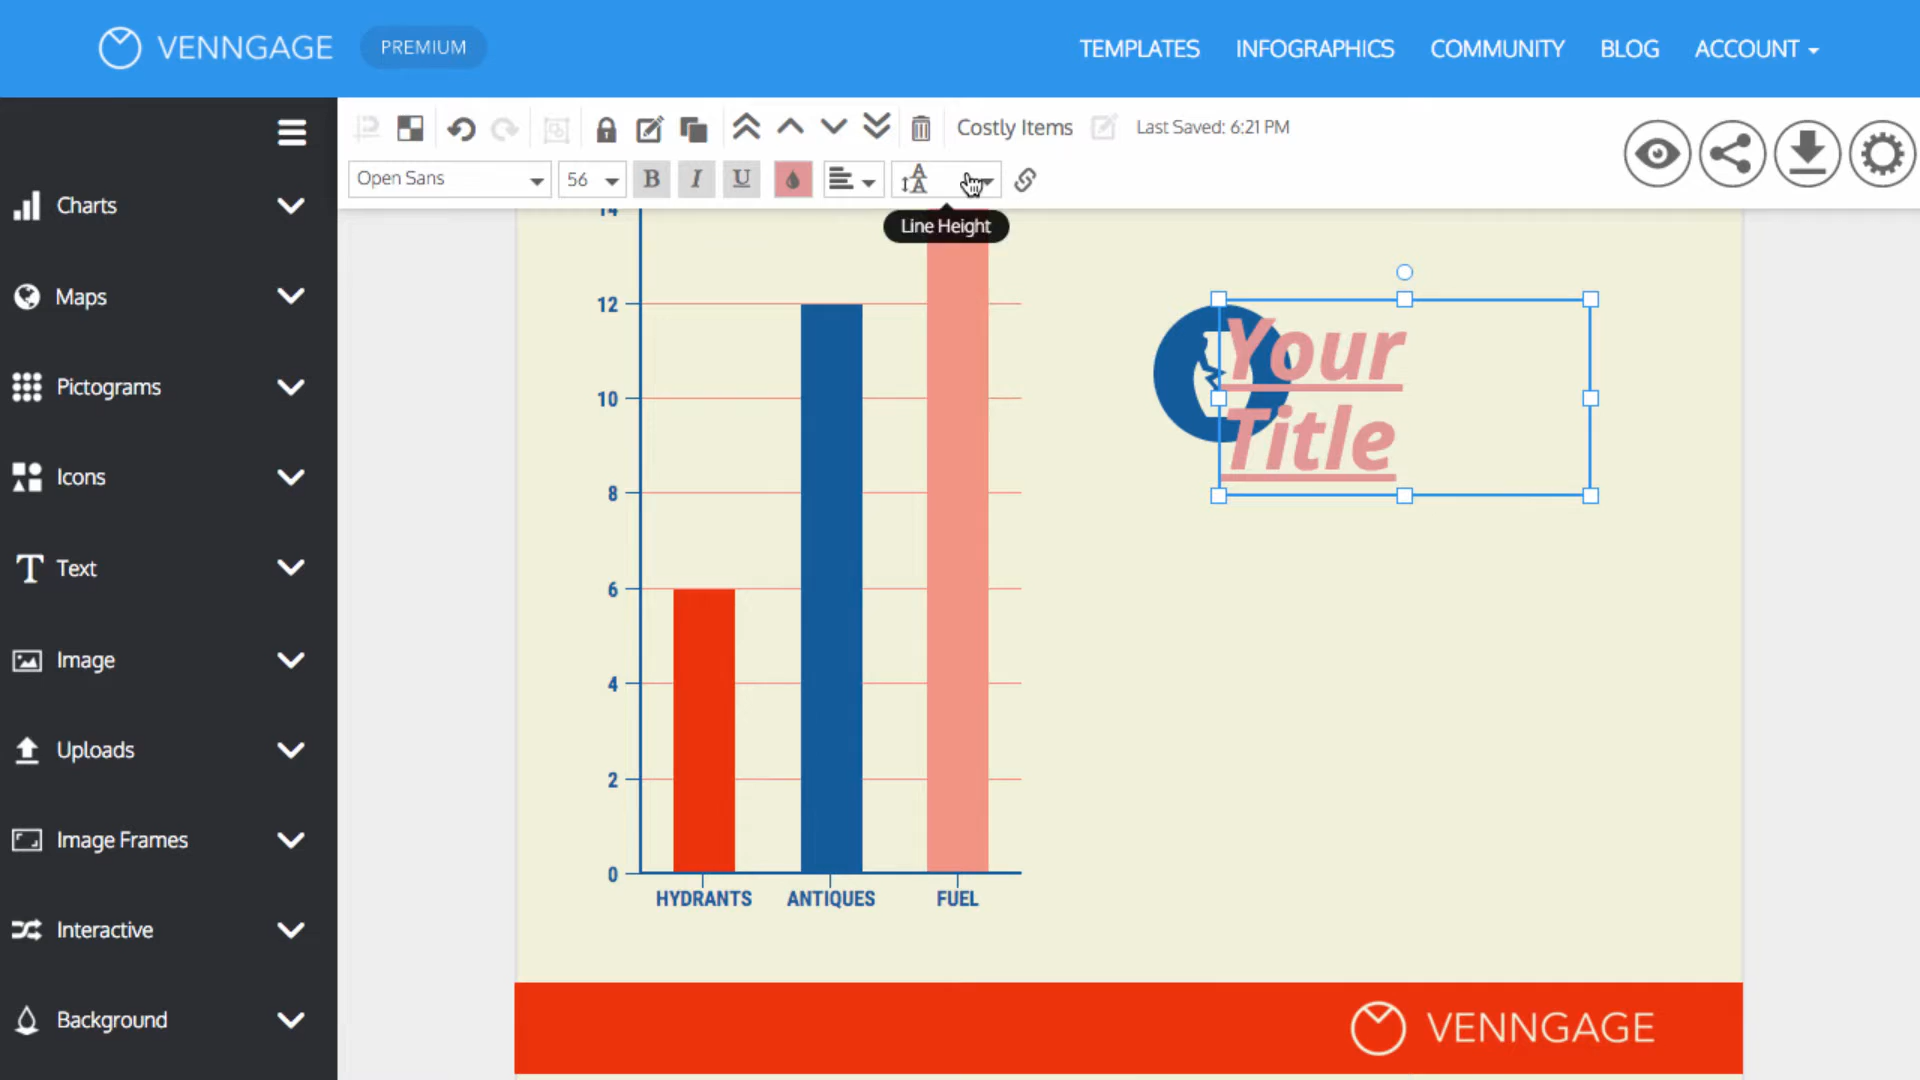 VENNGAGE PREMIUM TEMPLATES INFOGRAPHICS COMMUNITY BLOG ACCOUNT
Costly Items Last Saved: 6:21 PM
Open Sans 56 B I U A A
Line Height
Charts
Maps
Pictograms
Icons
Text
Image
Uploads
Image Frames
Interactive
Background
14
12
10
8
6
4
2
0
HYDRANTS ANTIQUES FUEL
Your
Title
VENNGAGE